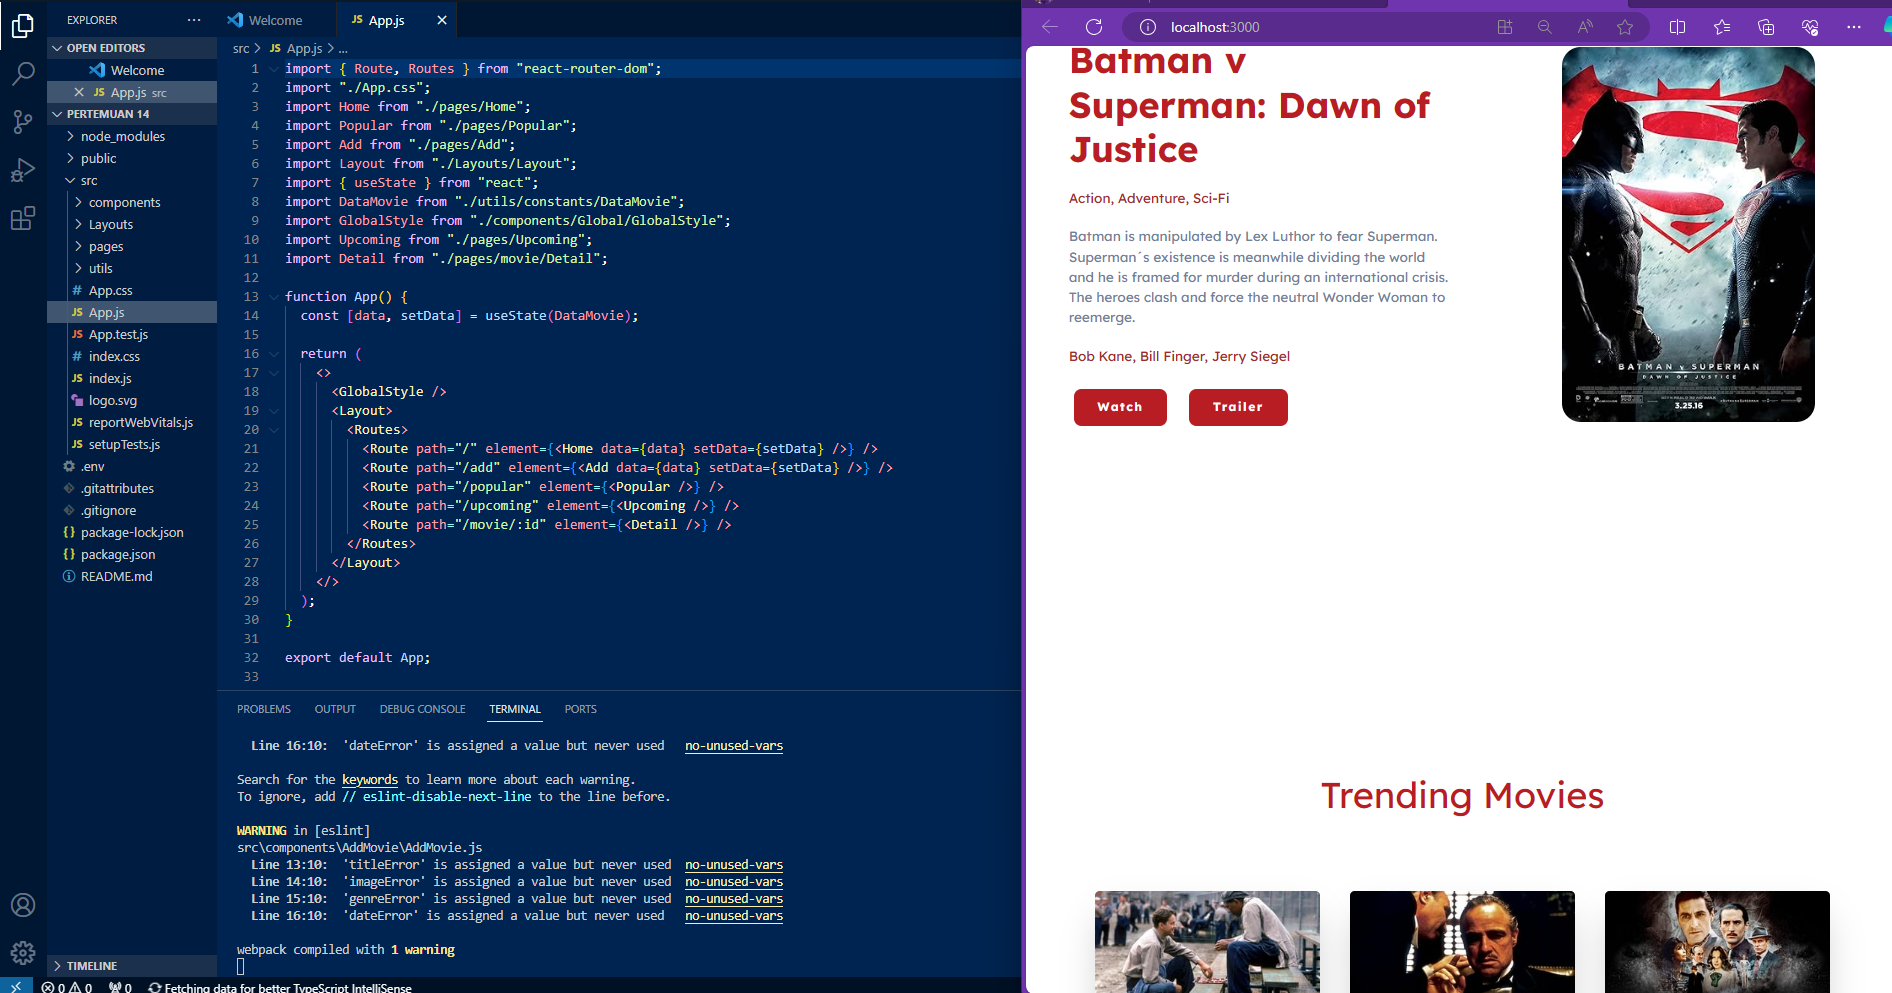 EXPLORER
OPEN EDITORS
Welcome
App.js src
PERTEMUAN 14
node_modules
public
src
components
Layouts
pages
utils
App.css
App.js
App.test.js
index.css
index.js
logo.svg
reportWebVitals.js
setupTests.js
.env
.gitattributes
.gitignore
package-lock.json
package.json
README.md
TIMELINE
Welcome
JS App.js
src > JS App.js > ...
1 import { Route, Routes } from "react-router-dom";
2 import "./App.css";
3 import Home from "./pages/Home";
4 import Popular from "./pages/Popular";
5 import Add from "./pages/Add";
6 import Layout from "./Layouts/Layout";
7 import { useState } from "react";
8 import DataMovie from "./utils/constants/DataMovie";
9 import GlobalStyle from "./components/Global/GlobalStyle";
10 import Upcoming from "./pages/Upcoming";
11 import Detail from "./pages/movie/Detail";
12
13 function App() {
14 const [data, setData] = useState(DataMovie);
15
16 return (
17 <>
18 <GlobalStyle />
19 <Layout>
20 <Routes>
21 <Route path="/" element={<Home data={data} setData={setData} />} />
22 <Route path="/add" element={<Add data={data} setData={setData} />} />
23 <Route path="/popular" element={<Popular />} />
24 <Route path="/upcoming" element={<Upcoming />} />
25 <Route path="/movie/:id" element={<Detail />} />
26 </Routes>
27 </Layout>
28 </>
29 );
30 }
31
32 export default App;
33
PROBLEMS OUTPUT DEBUG CONSOLE TERMINAL PORTS
Line 16:10: 'dateError' is assigned a value but never used no-unused-vars
Search for the keywords to learn more about each warning.
To ignore, add // eslint-disable-next-line to the line before.
WARNING in [eslint]
src\components\AddMovie\AddMovie.js
Line 13:10: 'titleError' is assigned a value but never used no-unused-vars
Line 14:10: 'imageError' is assigned a value but never used no-unused-vars
Line 15:10: 'genreError' is assigned a value but never used no-unused-vars
Line 16:10: 'dateError' is assigned a value but never used no-unused-vars
webpack compiled with 1 warning
0 0 0 Fetching data for better TypeScript IntelliSense
localhost:3000
Batman v
Superman: Dawn of
Justice
Action, Adventure, Sci-Fi
Batman is manipulated by Lex Luthor to fear Superman.
Superman´s existence is meanwhile dividing the world
and he is framed for murder during an international crisis.
The heroes clash and force the neutral Wonder Woman to
reemerge.
Bob Kane, Bill Finger, Jerry Siegel
Watch
Trailer
BATMAN v SUPERMAN
DAWN OF JUSTICE
3.25.16
Trending Movies